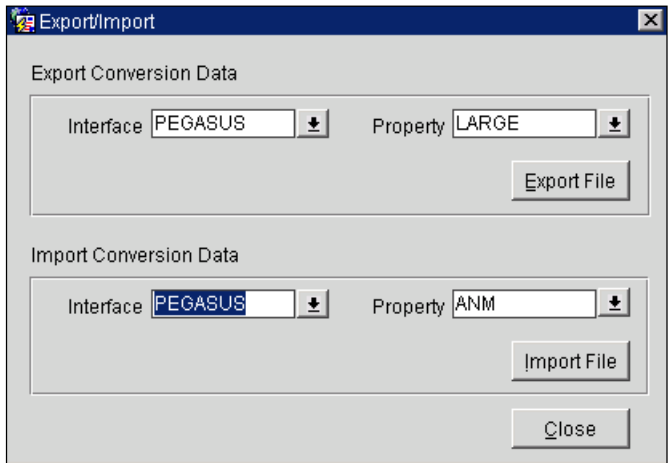 Export/Import
Export Conversion Data
Interface PEGASUS Property LARGE
Export File
Import Conversion Data
Interface PEGASUS Property ANM
Import File
Close